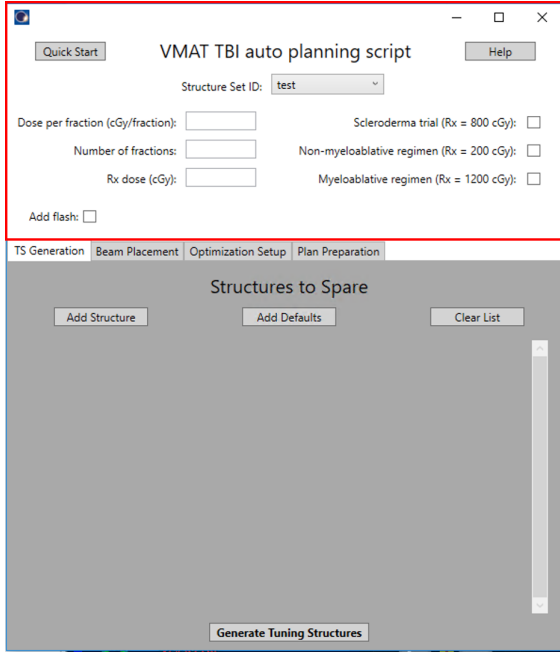 Quick Start VMAT TBI auto planning script Help
Structure Set ID: test
Dose per fraction (cGy/fraction): Scleroderma trial (Rx = 800 cGy):
Number of fractions: Non-myeloablative regimen (Rx = 200 cGy):
Rx dose (cGy): Myeloablative regimen (Rx = 1200 cGy):
Add flash:
TS Generation Beam Placement Optimization Setup Plan Preparation
Structures to Spare
Add Structure Add Defaults Clear List
Generate Tuning Structures